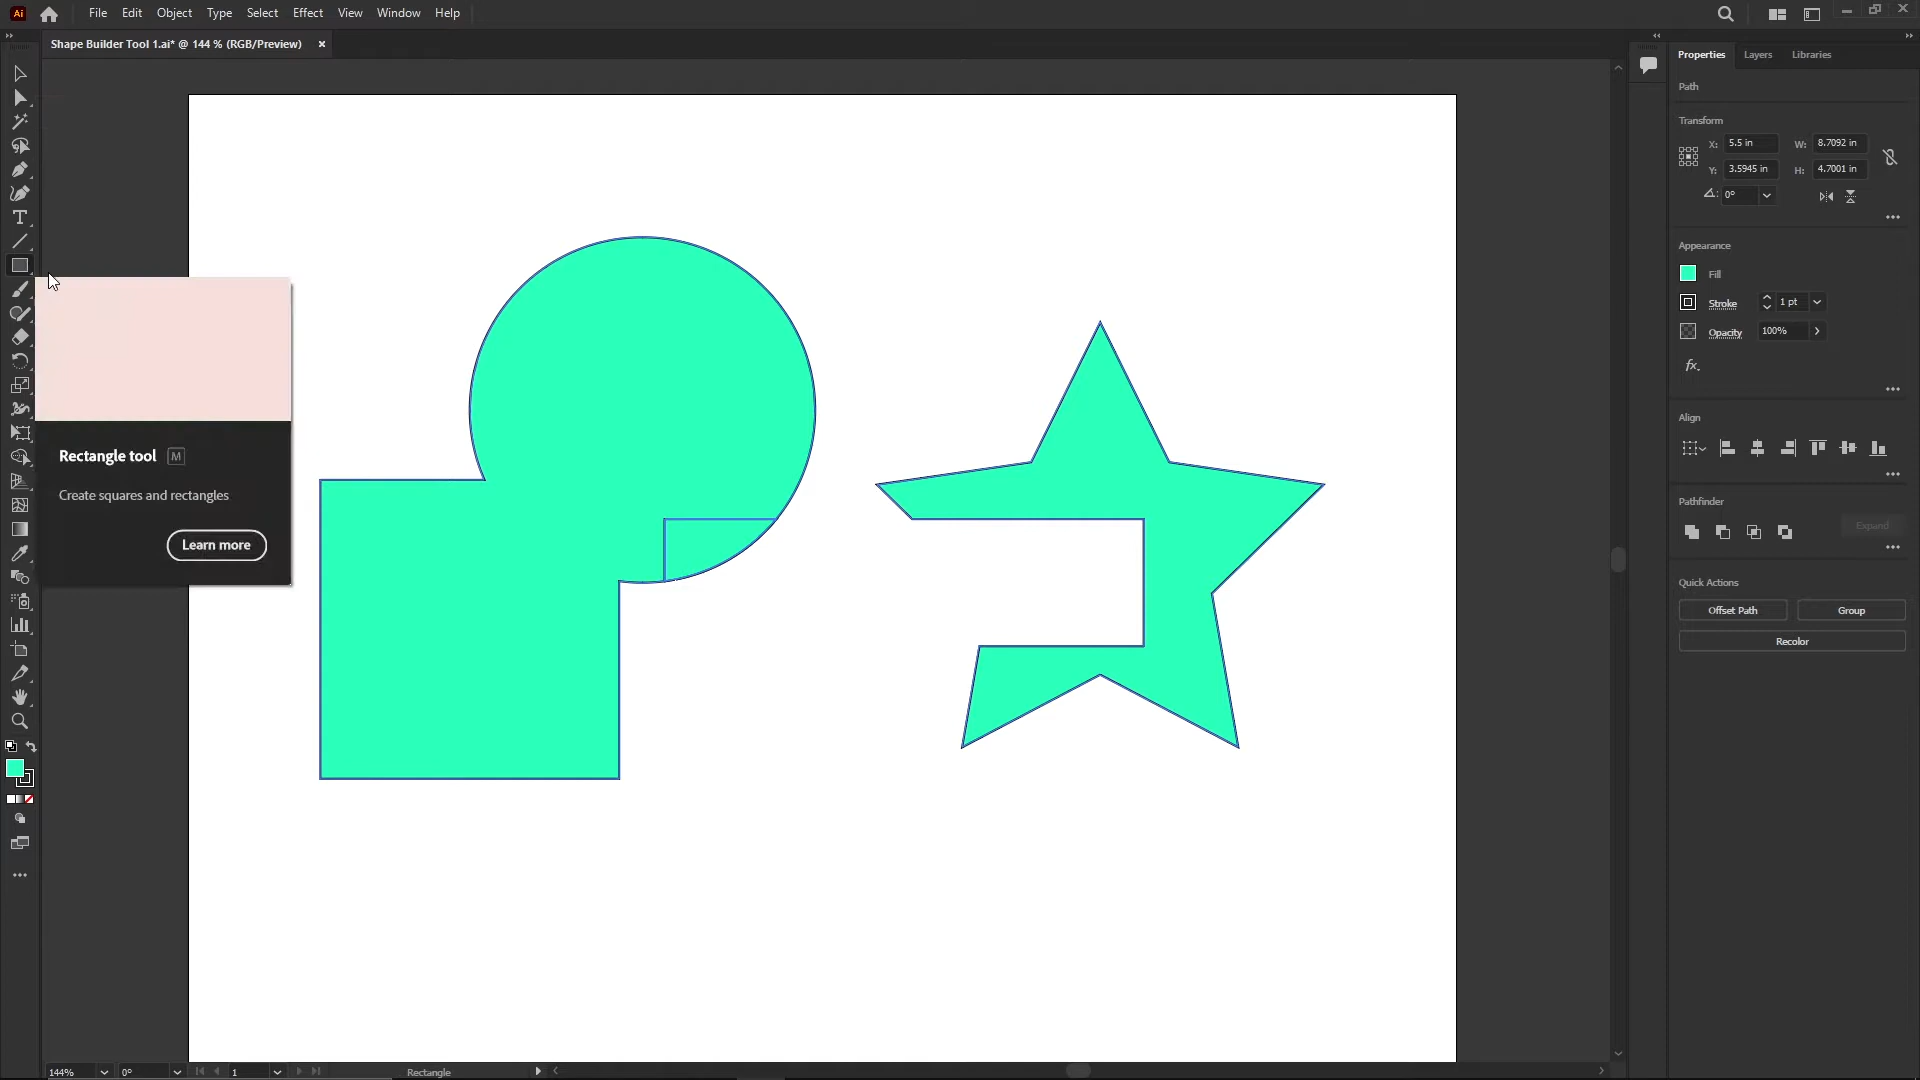 Ai File Edit Object Type Select Effect View Window Help
Shape Builder Tool 1.ai* @ 144 % (RGB/Preview) ×
Properties Layers Libraries
Path
Transform
X: 5.5 in W: 8.7092 in
Y: 3.5945 in H: 4.7001 in
0°
Appearance
Fill
Stroke 1 pt
Opacity 100%
fx.
Align
Pathfinder
Expand
Quick Actions
Offset Path Group
Recolor
Rectangle tool M
Create squares and rectangles
Learn more
144% 0° 1 Rectangle